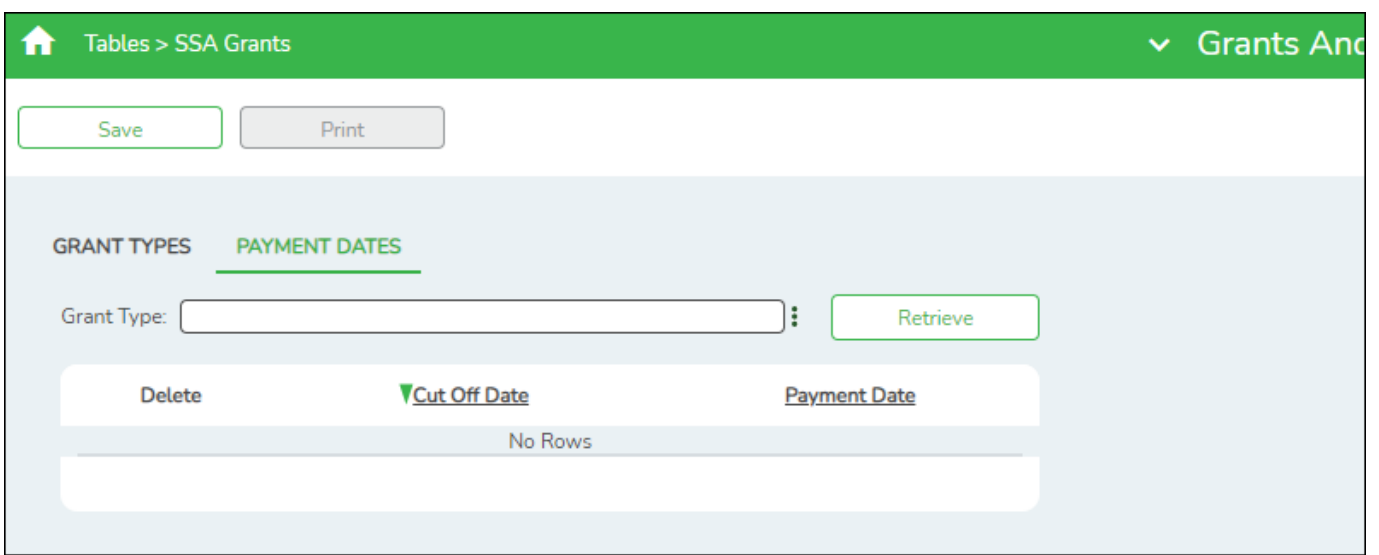 Tables > SSA Grants
Grants And
Save Print
GRANT TYPES PAYMENT DATES
Grant Type: Retrieve
Delete Cut Off Date Payment Date
No Rows